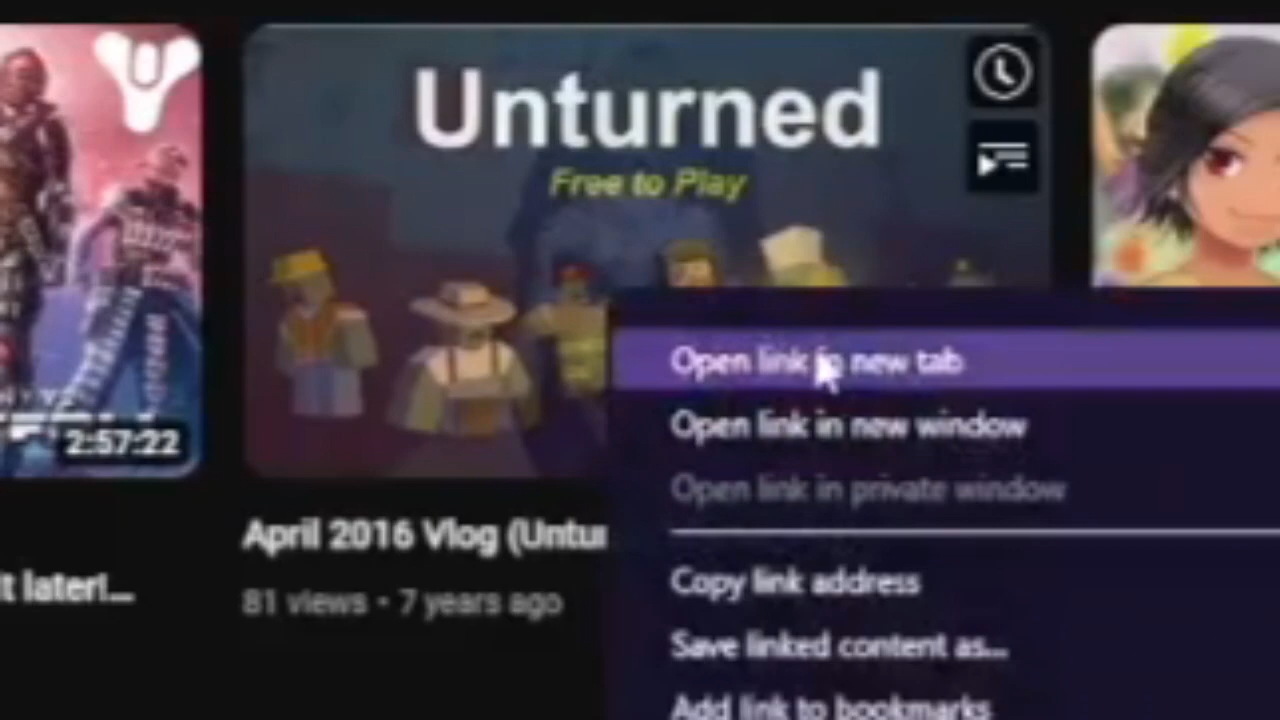 Unturned
Free to Play
2:57:22
Open link in new tab
Open link in new window
Open link in private window
April 2016 Vlog (Untur
t later!...
81 views • 7 years ago
Copy link address
Save linked content as...
Add link to bookmarks